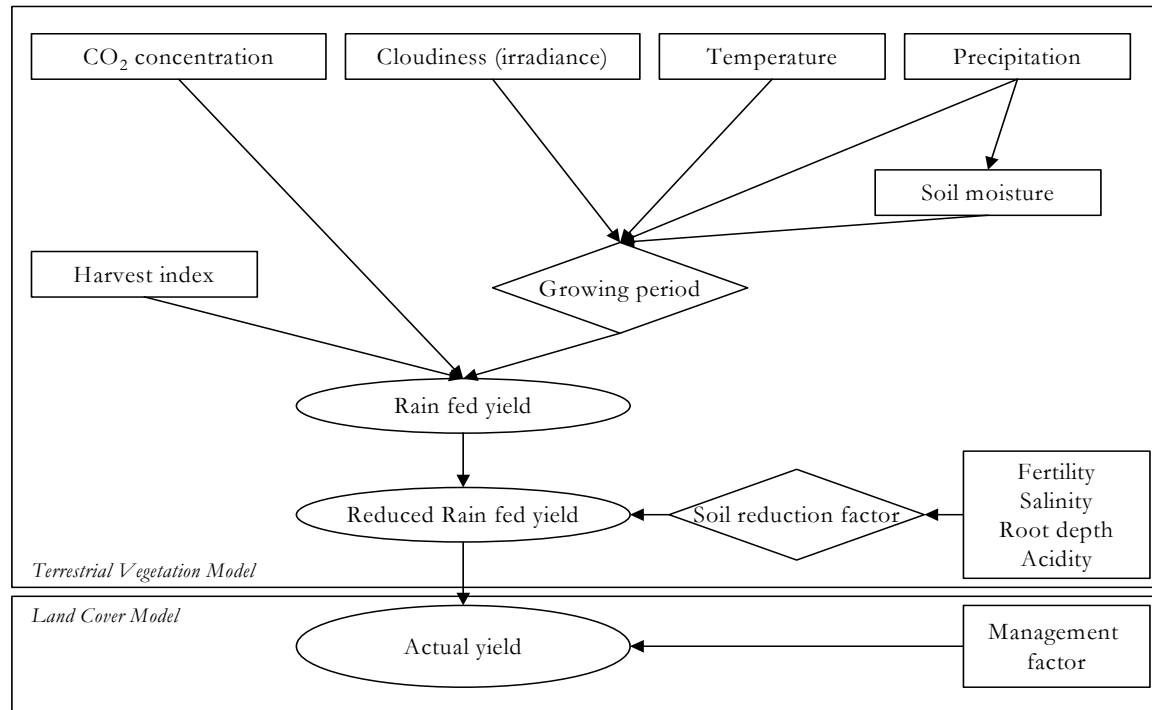 CO₂ concentration
Cloudiness (irradiance)
Temperature
Precipitation
Soil moisture
Harvest index
Growing period
Rain fed yield
Fertility
Salinity
Root depth
Acidity
Reduced Rain fed yield
Soil reduction factor
Terrestrial Vegetation Model
Land Cover Model
Actual yield
Management
factor